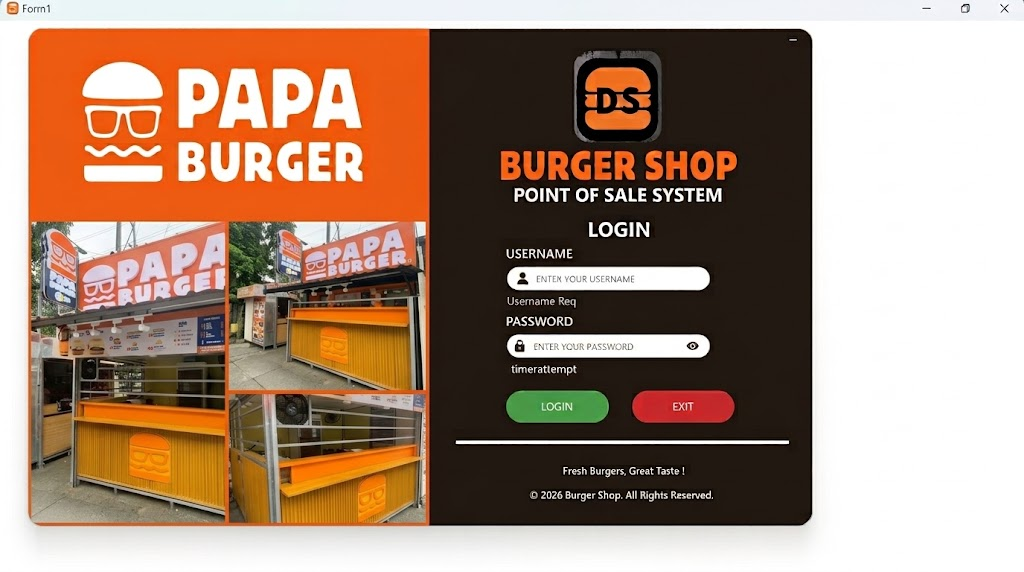 Form1
PAPA
BURGER
PAPA
BURGER
PAPA
BURGER
DS
BURGER SHOP
POINT OF SALE SYSTEM
LOGIN
USERNAME
ENTER YOUR USERNAME
Username Req
PASSWORD
ENTER YOUR PASSWORD
timerattempt
LOGIN
EXIT
Fresh Burgers, Great Taste !
© 2026 Burger Shop. All Rights Reserved.